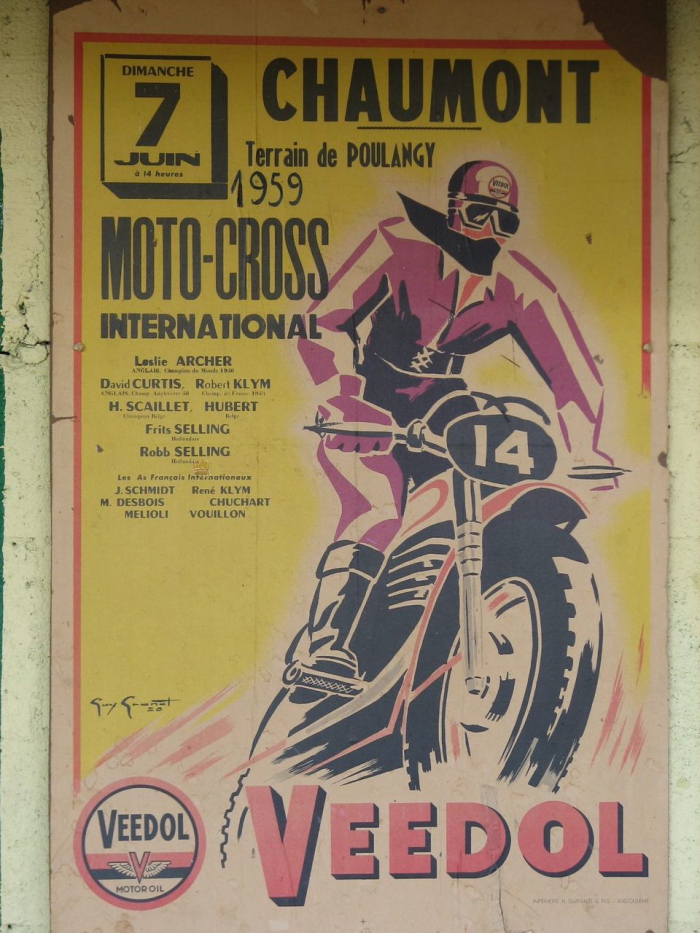 DIMANCHE
7
JUIN
à 14 heures
CHAUMONT
Terrain de POULANGY
1959
VEEDOL
MOTO-CROSS
INTERNATIONAL
Leslie ARCHER
ANGLAIS, Champion du Monde
David CURTIS, Robert KLYM
H. SCAILLET, HUBERT
Champion Belge Belge
Frits SELLING
Hollandais
Robb SELLING
Hollandais
Les As Français Internationaux
J. SCHMIDT René KLYM
M. DESBOIS CHUCHART
MELIOLI VOUILLON
14
VEEDOL
V
MOTOR OIL
VEEDOL